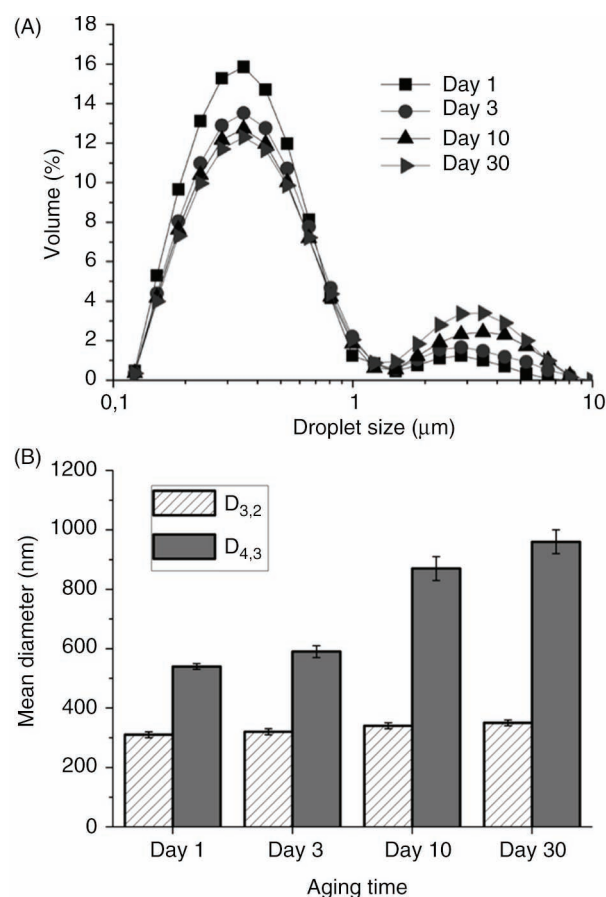 (A)
18
16
14
12
10
8
6
4
2
0
Volume (%)
Day 1
Day 3
Day 10
Day 30
0,1
1
10
Droplet size (μm)
(B)
1200
1000
800
600
400
200
0
Mean diameter (nm)
D3,2
D4,3
Day 1
Day 3
Day 10
Day 30
Aging time